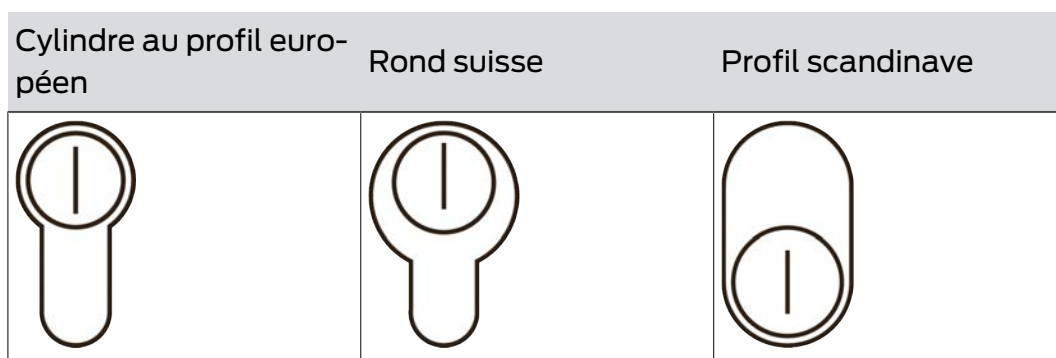 Cylindre au profil euro-
péen
Rond suisse
Profil scandinave